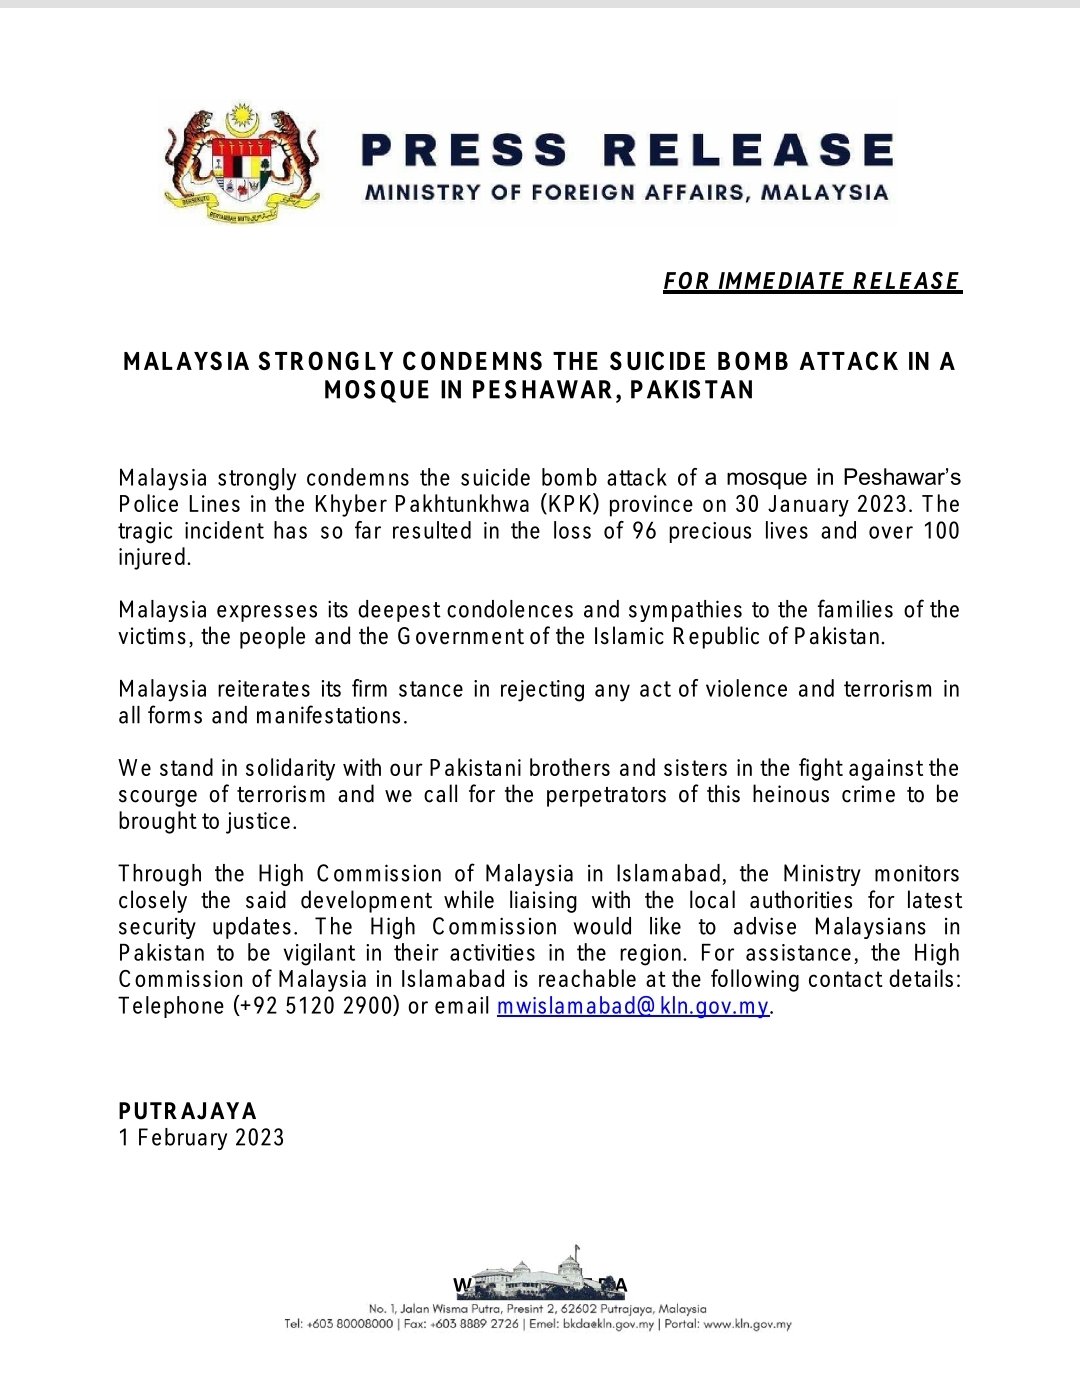 PRESS RELEASE
MINISTRY OF FOREIGN AFFAIRS, MALAYSIA
FOR IMMEDIATE RELEASE
MALAYSIA STRONGLY CONDEMNS THE SUICIDE BOMB ATTACK IN A
MOSQUE IN PESHAWAR, PAKISTAN
Malaysia strongly condemns the suicide bomb attack of a mosque in Peshawar’s
Police Lines in the Khyber Pakhtunkhwa (KPK) province on 30 January 2023. The
tragic incident has so far resulted in the loss of 96 precious lives and over 100
injured.
Malaysia expresses its deepest condolences and sympathies to the families of the
victims, the people and the Government of the Islamic Republic of Pakistan.
Malaysia reiterates its firm stance in rejecting any act of violence and terrorism in
all forms and manifestations.
We stand in solidarity with our Pakistani brothers and sisters in the fight against the
scourge of terrorism and we call for the perpetrators of this heinous crime to be
brought to justice.
Through the High Commission of Malaysia in Islamabad, the Ministry monitors
closely the said development while liaising with the local authorities for latest
security updates. The High Commission would like to advise Malaysians in
Pakistan to be vigilant in their activities in the region. For assistance, the High
Commission of Malaysia in Islamabad is reachable at the following contact details:
Telephone (+92 5120 2900) or email mwislamabad@kln.gov.my.
PUTRAJAYA
1 February 2023
No. 1, Jalan Wisma Putra, Presint 2, 62602 Putrajaya, Malaysia
Tel: +603 80008000 | Fax: +603 8889 2726 | Emel: bkda@kln.gov.my | Portal: www.kln.gov.my